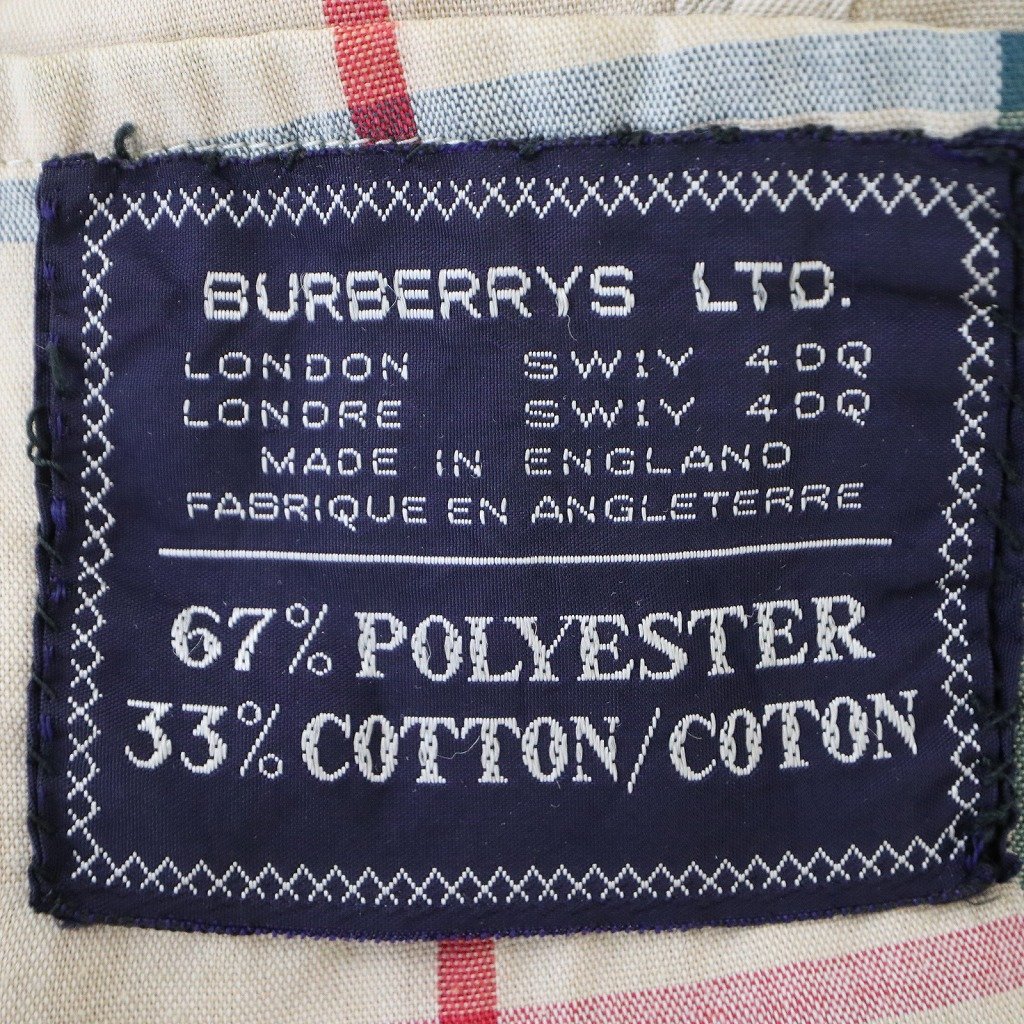 BURBERRYS LTD.
LONDON SW1Y 4DQ
LONDRE SW1Y 4DQ
MADE IN ENGLAND
FABRIQUE EN ANGLETERRE
67% POLYESTER
33% COTTON/COTON